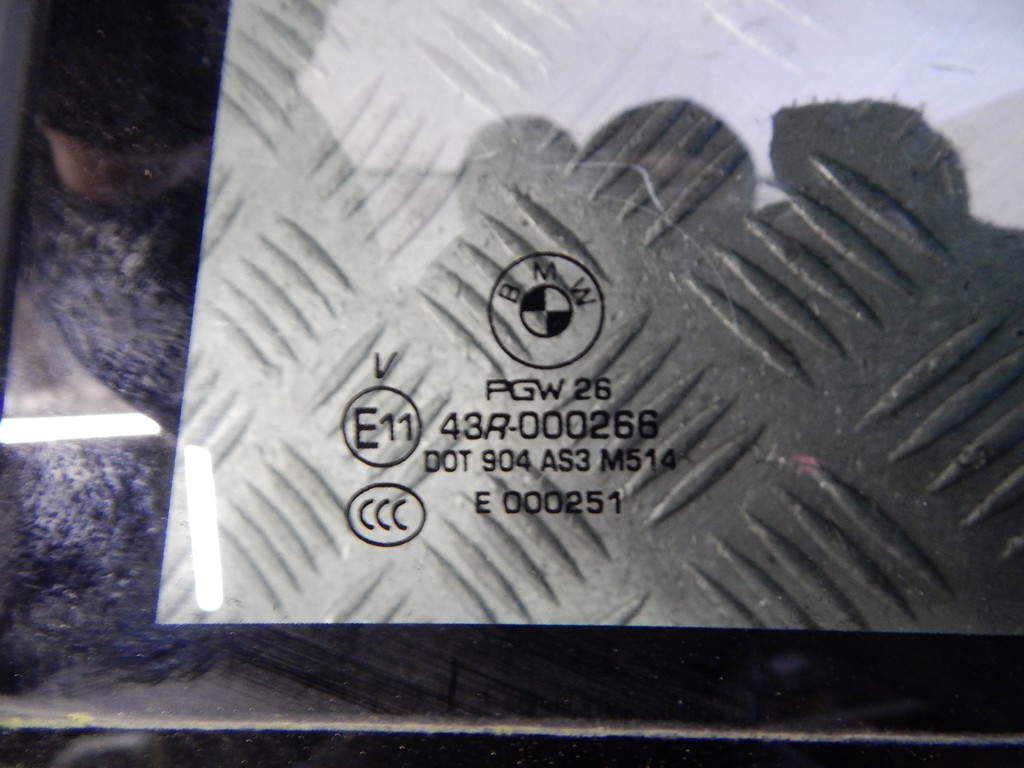 BMW
PGW 26
V
E11
43R-000266
DOT 904 AS3 M514
CCC
E 000251